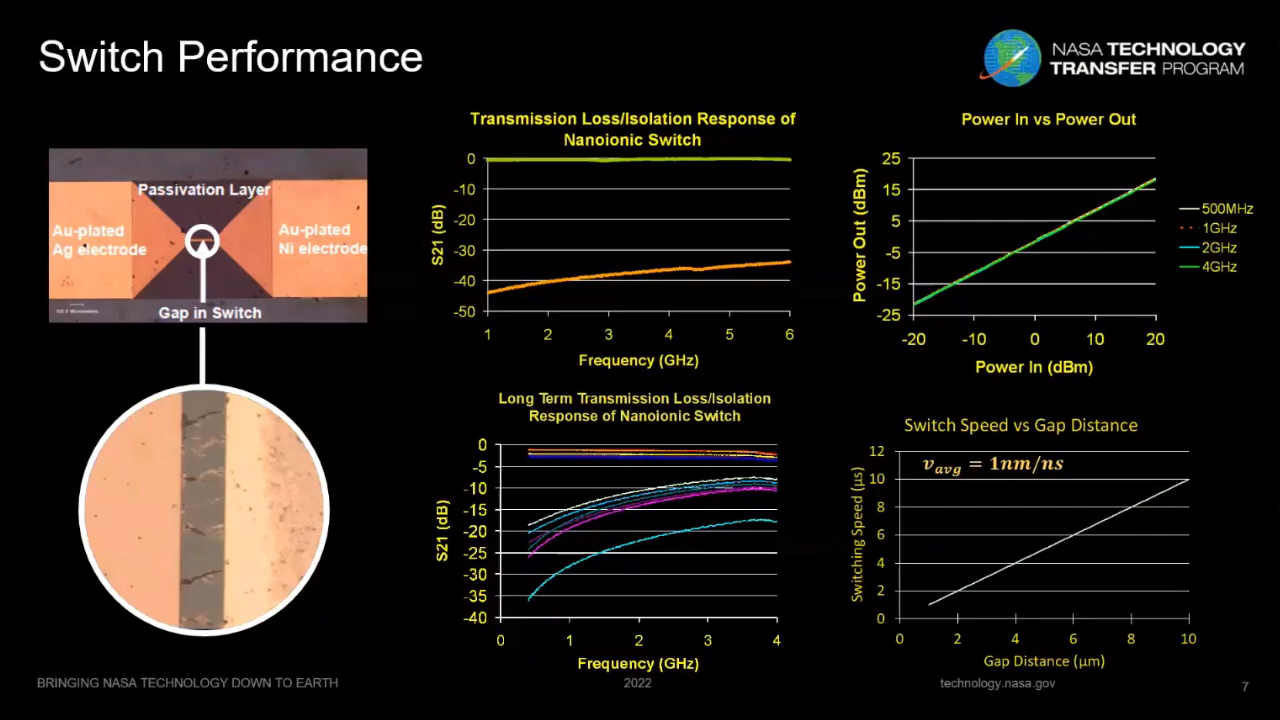 Switch Performance
NASA TECHNOLOGY
TRANSFER PROGRAM
Passivation Layer
Au-plated
Ag electrode
Au-plated
Ni electrode
Gap in Switch
Transmission Loss/Isolation Response of
Nanoionic Switch
S21 (dB)
0
-10
-20
-30
-40
-50
1 2 3 4 5 6
Frequency (GHz)
Power In vs Power Out
Power Out (dBm)
25
15
5
-5
-15
-25
-20 -10 0 10 20
Power In (dBm)
500MHz
1GHz
2GHz
4GHz
Long Term Transmission Loss/Isolation
Response of Nanoionic Switch
S21 (dB)
0
-5
-10
-15
-20
-25
-30
-35
-40
0 1 2 3 4
Frequency (GHz)
Switch Speed vs Gap Distance
v_avg = 1nm/ns
Switching Speed (µs)
12
10
8
6
4
2
0
0 2 4 6 8 10
Gap Distance (µm)
BRINGING NASA TECHNOLOGY DOWN TO EARTH
2022
technology.nasa.gov
7